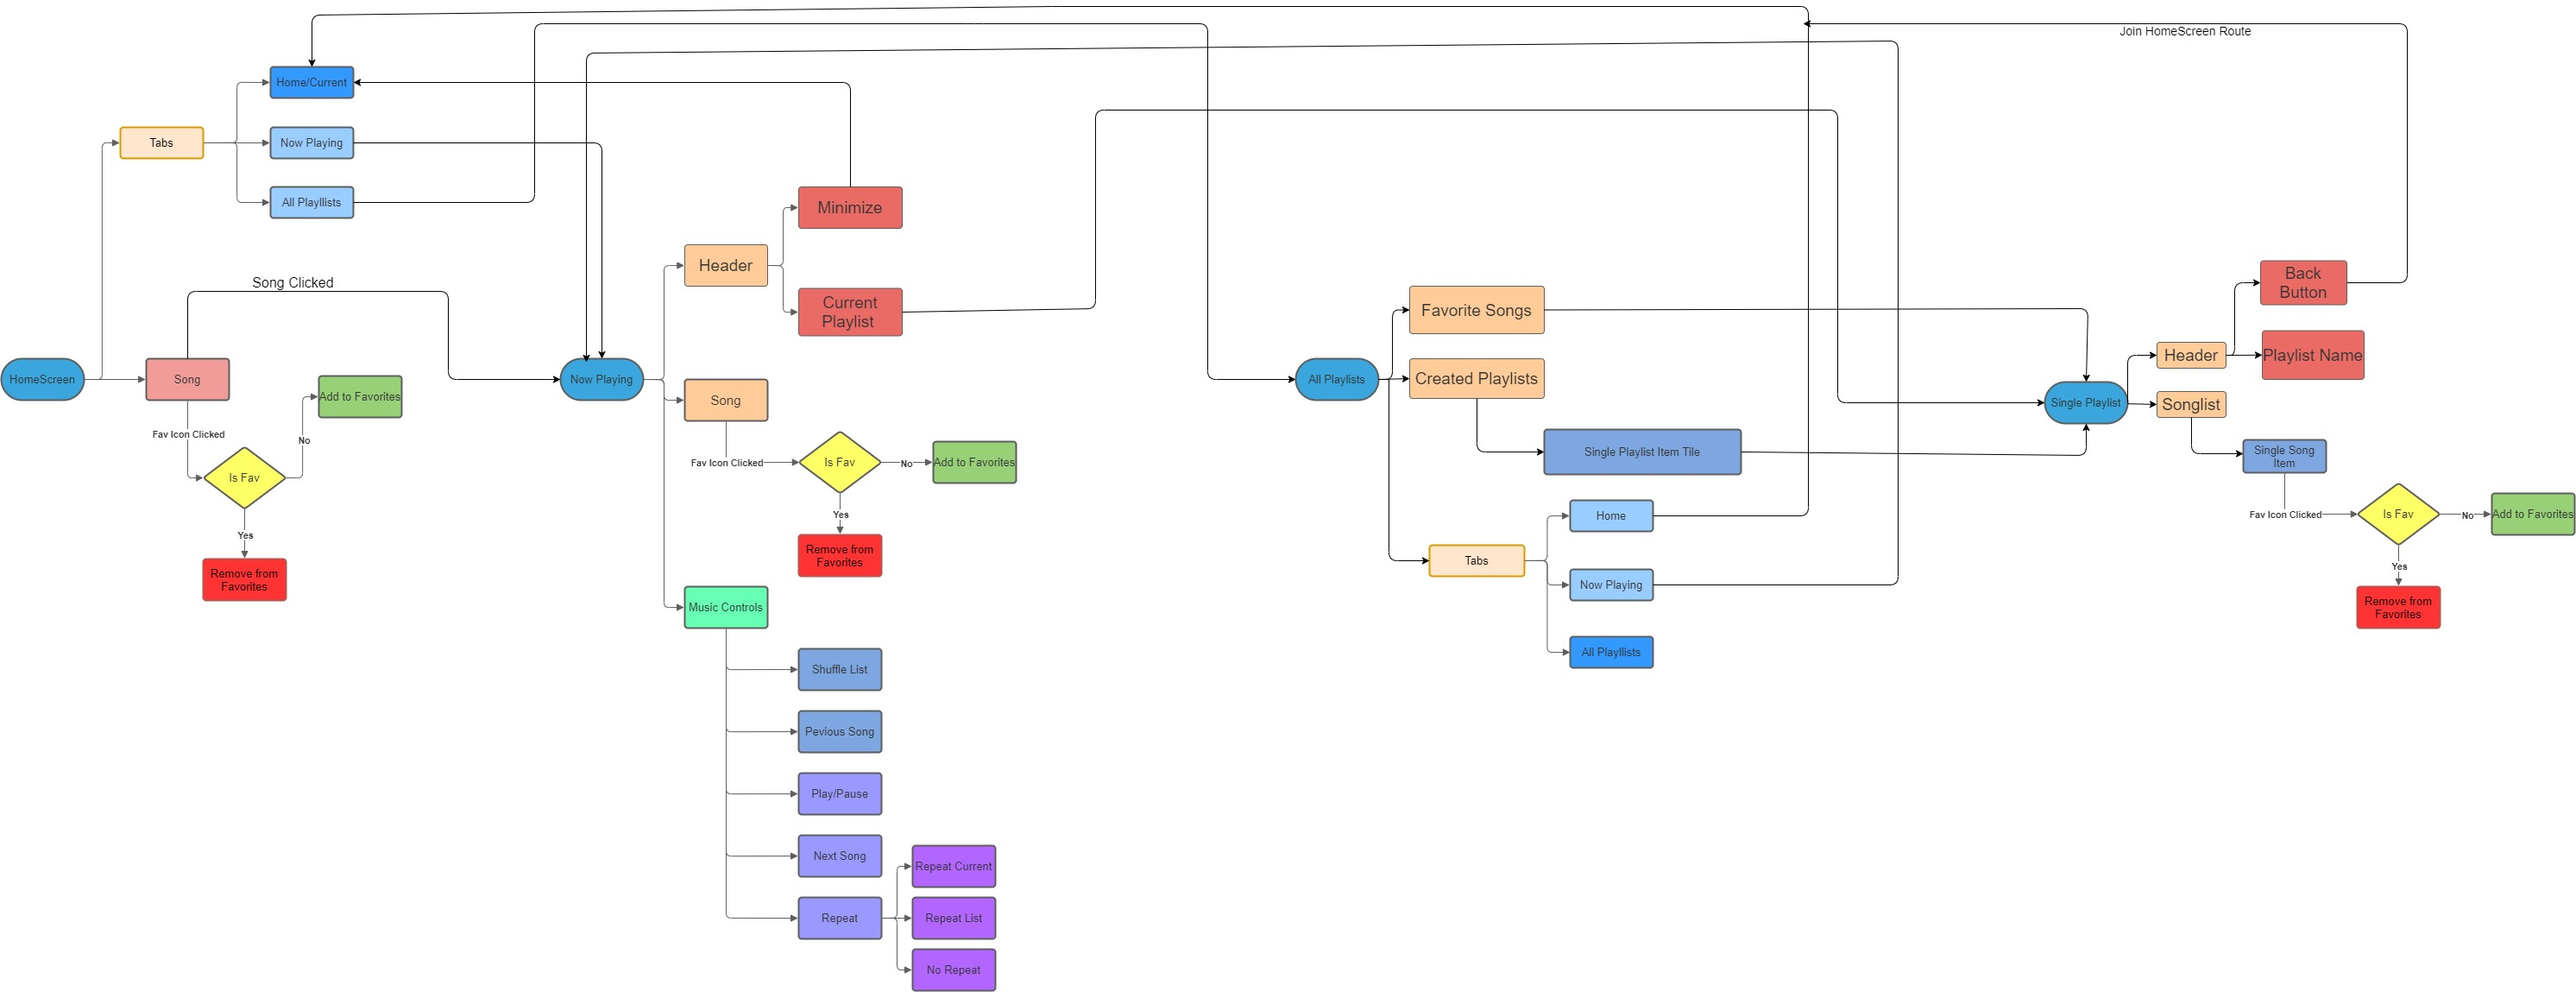 Join HomeScreen Route
Home/Current
Tabs
Now Playing
All Playllists
Minimize
Header
Current
Playlist
Song Clicked
HomeScreen
Song
Add to Favorites
Fav Icon Clicked
No
Is Fav
Yes
Remove from
Favorites
Now Playing
Song
Fav Icon Clicked
Is Fav
No
Add to Favorites
Yes
Remove from
Favorites
Music Controls
Shuffle List
Pevious Song
Play/Pause
Next Song
Repeat
Repeat Current
Repeat List
No Repeat
All Playlists
Favorite Songs
Created Playlists
Single Playlist Item Tile
Tabs
Home
Now Playing
All Playllists
Single Playlist
Header
Back
Button
Playlist Name
Songlist
Single Song
Item
Fav Icon Clicked
Is Fav
No
Add to Favorites
Yes
Remove from
Favorites